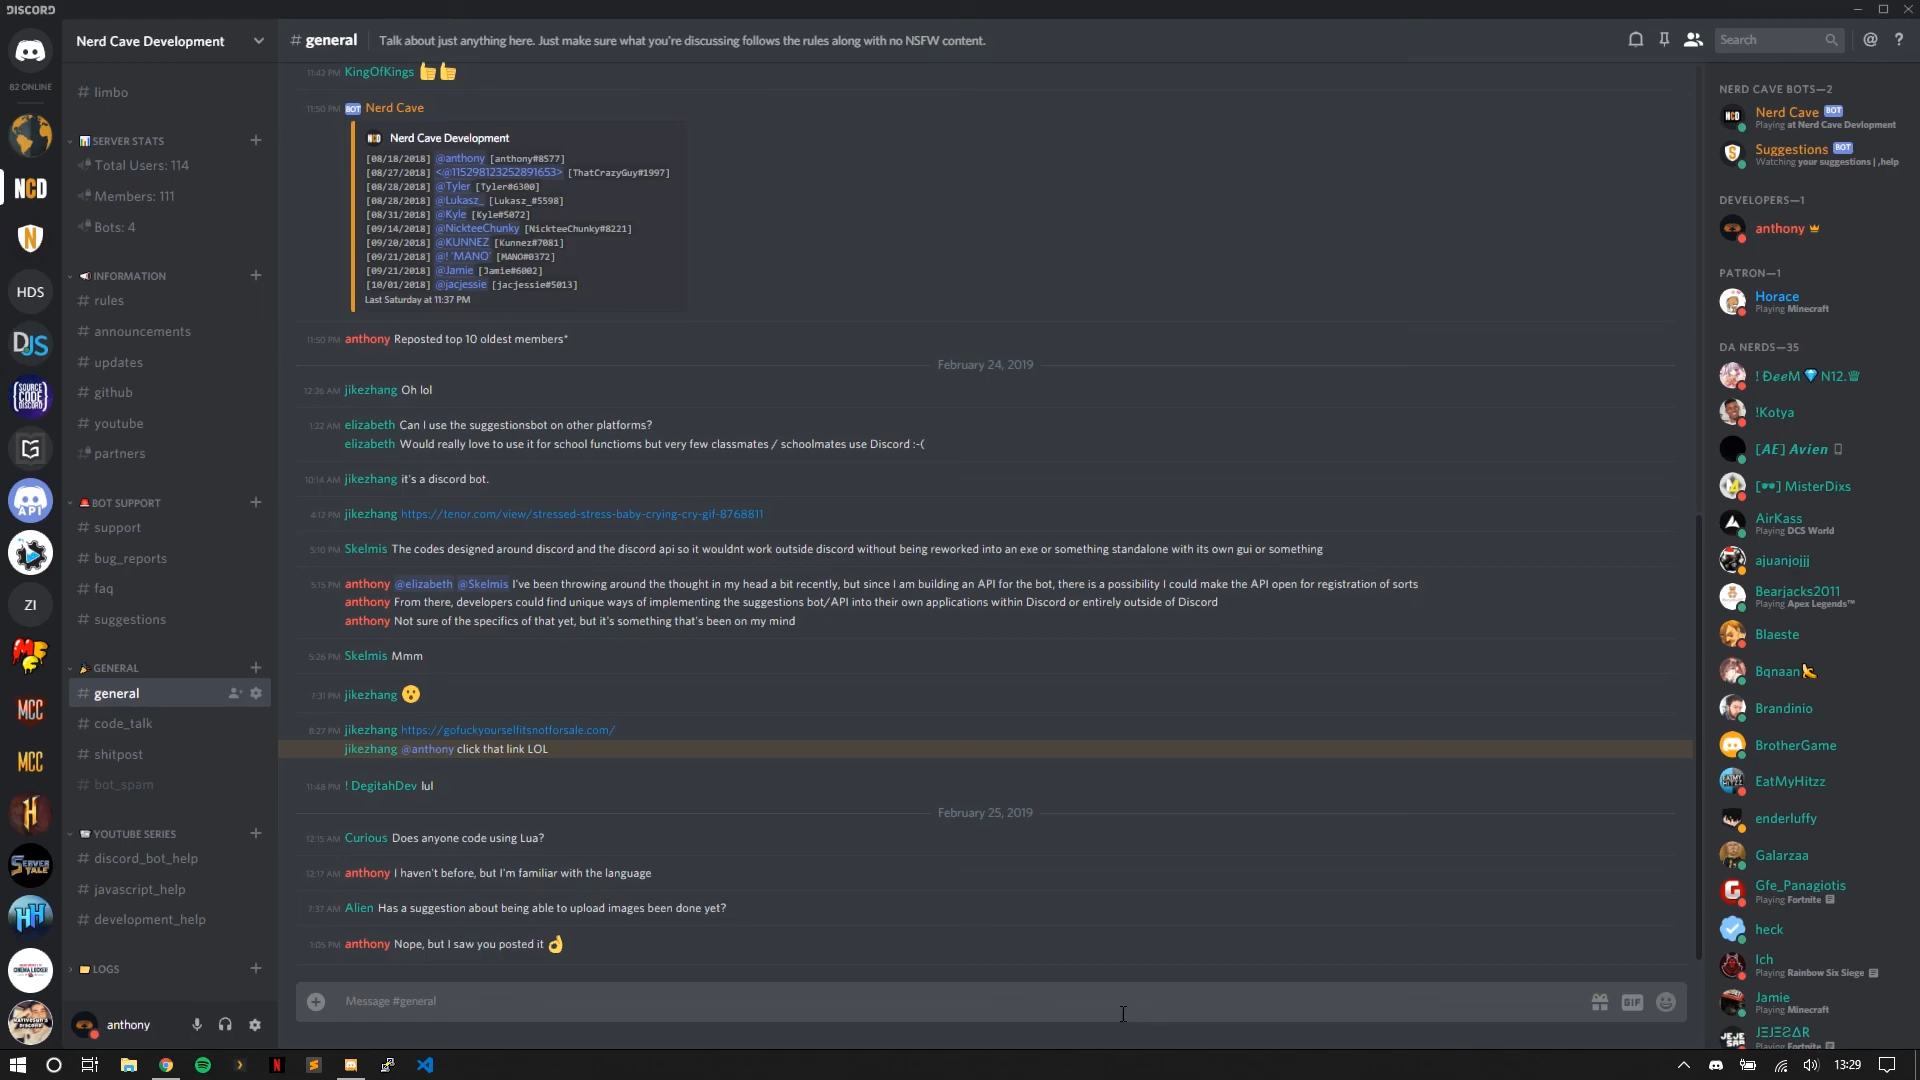 DISCORD
Nerd Cave Development
# general
Talk about just anything here. Just make sure what you're discussing follows the rules along with no NSFW content.
Search
82 ONLINE
NCD
HDS
DJS
SOURCE CODE DISCORD
API
ZI
MFF
MCC
MCC
SERVER TALE
HH
# limbo
SERVER STATS
Total Users: 114
Members: 111
Bots: 4
INFORMATION
# rules
# announcements
# updates
# github
# youtube
partners
BOT SUPPORT
# support
# bug_reports
# faq
# suggestions
GENERAL
# general
# code_talk
# shitpost
# bot_spam
YOUTUBE SERIES
# discord_bot_help
# javascript_help
# development_help
LOGS
anthony
11:42 PM KingOfKings 👍👍
11:50 PM BOT Nerd Cave
NCD Nerd Cave Development
[08/18/2018] @anthony [anthony#8577]
[08/27/2018] <@115298123252891653> [ThatCrazyGuy#1997]
[08/28/2018] @Tyler [Tyler#6300]
[08/28/2018] @Lukasz_ [Lukasz_#5598]
[08/31/2018] @Kyle [Kyle#5072]
[09/14/2018] @NickteeChunky [NickteeChunky#8221]
[09/20/2018] @KUNNEZ [Kunnez#7081]
[09/21/2018] @! 'MANO' [MANO#0372]
[09/21/2018] @Jamie [Jamie#6002]
[10/01/2018] @jacjessie [jacjessie#5013]
Last Saturday at 11:37 PM
11:50 PM anthony Reposted top 10 oldest members*
February 24, 2019
12:26 AM jikezhang Oh lol
1:22 AM elizabeth Can I use the suggestionsbot on other platforms?
elizabeth Would really love to use it for school functioms but very few classmates / schoolmates use Discord :-(
10:14 AM jikezhang it's a discord bot.
4:12 PM jikezhang https://tenor.com/view/stressed-stress-baby-crying-cry-gif-8768811
5:10 PM Skelmis The codes designed around discord and the discord api so it wouldnt work outside discord without being reworked into an exe or something standalone with its own gui or something
5:15 PM anthony @elizabeth @Skelmis I've been throwing around the thought in my head a bit recently, but since I am building an API for the bot, there is a possibility I could make the API open for registration of sorts
anthony From there, developers could find unique ways of implementing the suggestions bot/API into their own applications within Discord or entirely outside of Discord
anthony Not sure of the specifics of that yet, but it's something that's been on my mind
5:26 PM Skelmis Mmm
7:31 PM jikezhang 😮
8:27 PM jikezhang https://gofuckyourselfitsnotforsale.com/
jikezhang @anthony click that link LOL
11:48 PM ! DegitahDev lul
February 25, 2019
12:15 AM Curious Does anyone code using Lua?
12:17 AM anthony I haven't before, but I'm familiar with the language
7:37 AM Alien Has a suggestion about being able to upload images been done yet?
1:05 PM anthony Nope, but I saw you posted it 👌
Message #general
GIF
NERD CAVE BOTS—2
Nerd Cave BOT
Playing at Nerd Cave Devlopment
Suggestions BOT
Watching your suggestions | ,help
DEVELOPERS—1
anthony
PATRON—1
Horace
Playing Minecraft
DA NERDS—35
! ĐeeM 💎 N12.♕
!Kotya
[AE] Avien
[🕶] MisterDixs
AirKass
Playing DCS World
ajuanjojjj
Bearjacks2011
Playing Apex Legends™
Blaeste
Bqnaan🍌
Brandinio
BrotherGame
EatMyHitzz
enderluffy
Galarzaa
Gfe_Panagiotis
Playing Fortnite
heck
Ich
Playing Rainbow Six Siege
Jamie
Playing Minecraft
JΞJΞƧΔR
Playing Fortnite
13:29